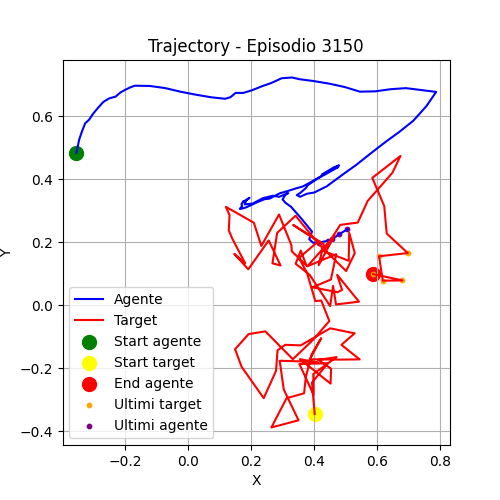 Trajectory - Episodio 3150
Y
0.6
0.4
0.2
0.0
−0.2
−0.4
−0.2
0.0
0.2
0.4
0.6
0.8
X
Agente
Target
Start agente
Start target
End agente
Ultimi target
Ultimi agente